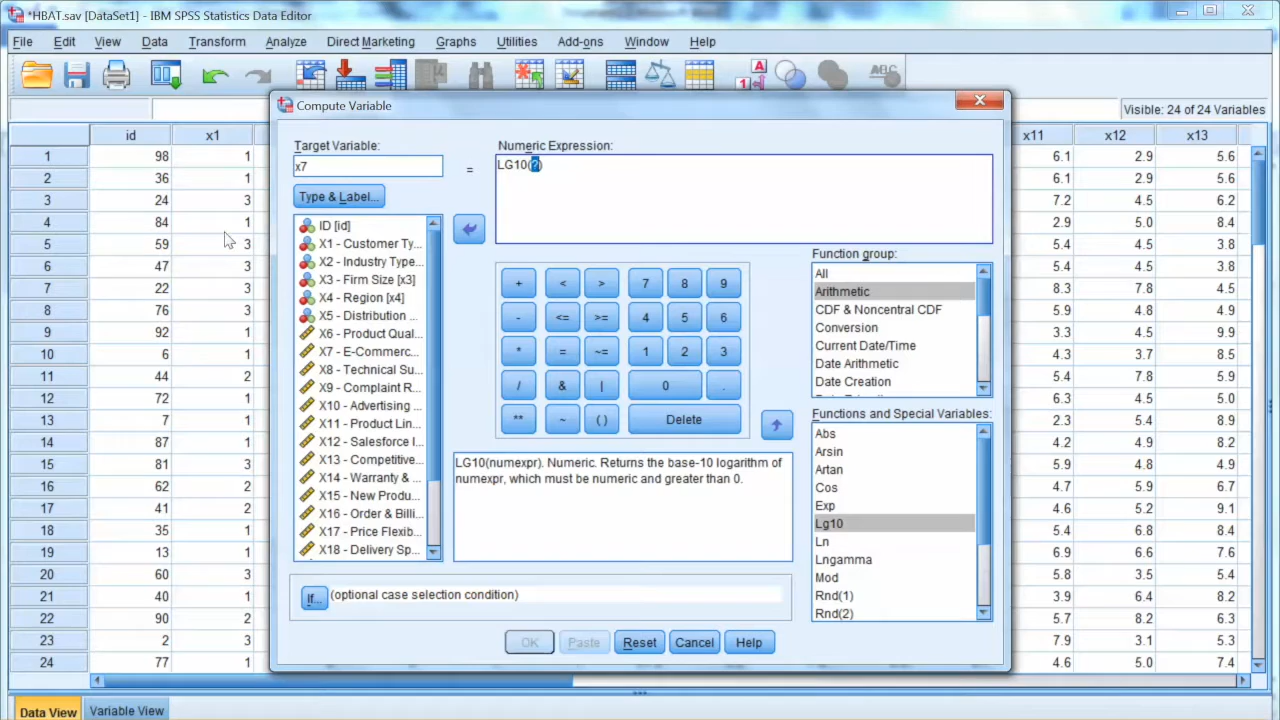 *HBAT.sav [DataSet1] - IBM SPSS Statistics Data Editor
File Edit View Data Transform Analyze Direct Marketing Graphs Utilities Add-ons Window Help
Visible: 24 of 24 Variables
id x1 x11 x12 x13
1 98 1 6.1 2.9 5.6
2 36 1 6.1 2.9 5.6
3 24 3 7.2 4.5 6.2
4 84 1 2.9 5.0 8.4
5 59 3 5.4 4.5 3.8
6 47 3 5.4 4.5 3.8
7 22 3 8.3 7.8 4.5
8 76 3 5.9 4.8 4.9
9 92 1 3.3 4.5 9.9
10 6 1 4.3 3.7 8.5
11 44 2 5.4 7.8 5.9
12 72 1 6.3 4.5 5.0
13 7 1 2.3 5.4 8.9
14 87 1 4.2 4.9 8.2
15 81 3 5.9 4.8 4.9
16 62 2 4.7 5.7 6.9
17 41 2 4.6 5.2 9.1
18 35 1 5.4 6.8 8.4
19 13 1 6.9 6.6 7.6
20 60 3 5.8 3.5 5.4
21 40 1 3.9 6.4 8.2
22 90 2 5.7 8.2 6.3
23 2 3 7.9 3.1 5.3
24 77 1 4.6 5.0 7.4
Compute Variable
Target Variable:
x7
=
Type & Label...
Numeric Expression:
LG10(?)
ID [id]
X1 - Customer Ty...
X2 - Industry Type...
X3 - Firm Size [x3]
X4 - Region [x4]
X5 - Distribution ...
X6 - Product Qual...
X7 - E-Commerc...
X8 - Technical Su...
X9 - Complaint R...
X10 - Advertising ...
X11 - Product Lin...
X12 - Salesforce I...
X13 - Competitive...
X14 - Warranty & ...
X15 - New Produ...
X16 - Order & Billi...
X17 - Price Flexib...
X18 - Delivery Sp...
+ < > 7 8 9
- <= >= 4 5 6
* = ~= 1 2 3
/ & | 0 .
** ~ ( ) Delete
LG10(numexpr). Numeric. Returns the base-10 logarithm of
numexpr, which must be numeric and greater than 0.
Function group:
All
Arithmetic
CDF & Noncentral CDF
Conversion
Current Date/Time
Date Arithmetic
Date Creation
Functions and Special Variables:
Abs
Arsin
Artan
Cos
Exp
Lg10
Ln
Lngamma
Mod
Rnd(1)
Rnd(2)
If... (optional case selection condition)
OK Paste Reset Cancel Help
Data View Variable View